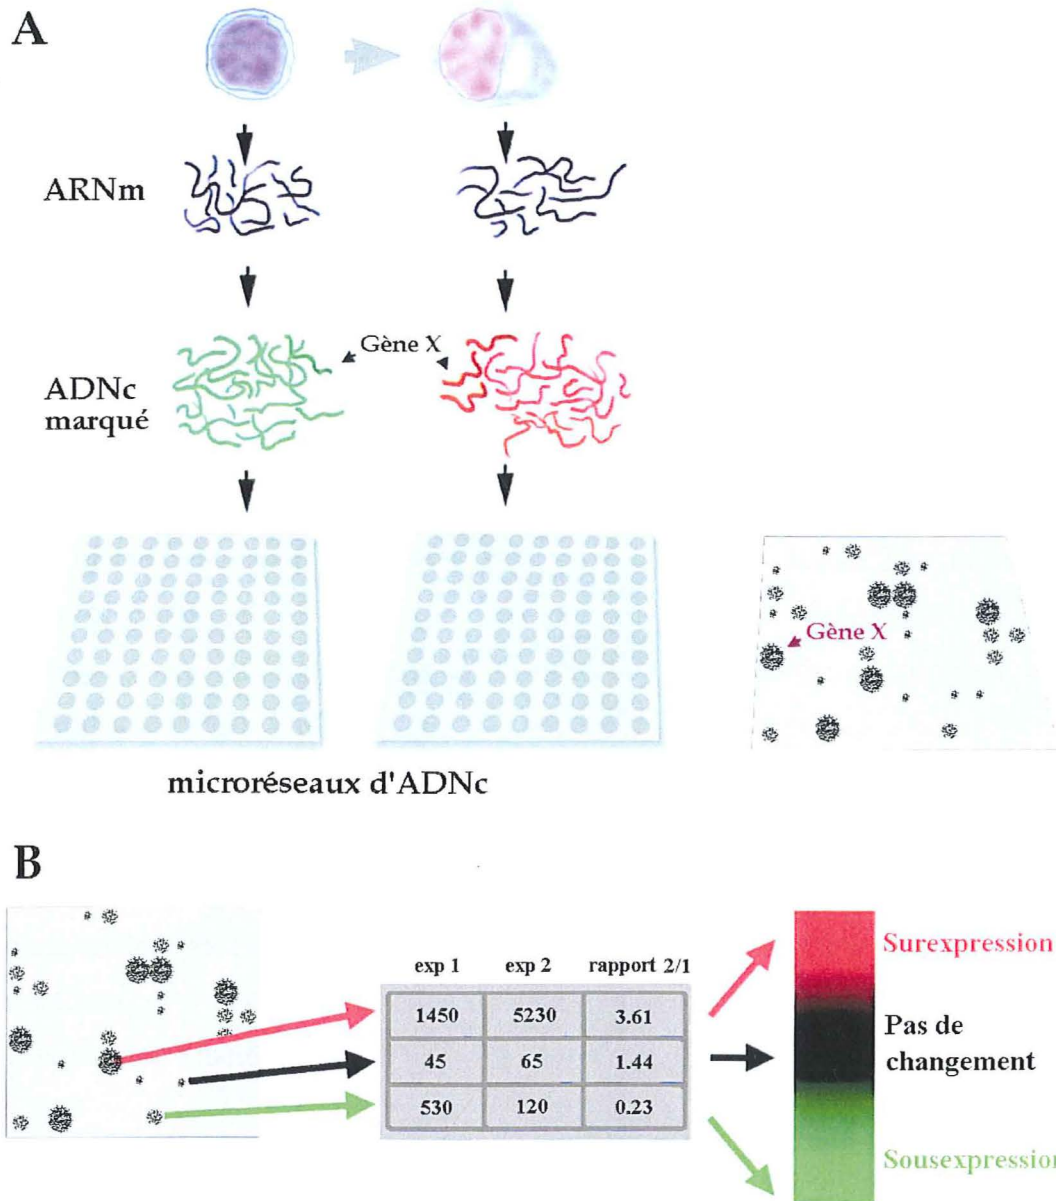 A
ARNm
Gène X
ADNc
marqué
Gène X
microréseaux d'ADNc
B
exp 1 exp 2 rapport 2/1
1450 5230 3.61
45 65 1.44
530 120 0.23
Surexpression
Pas de
changement
Sousexpression